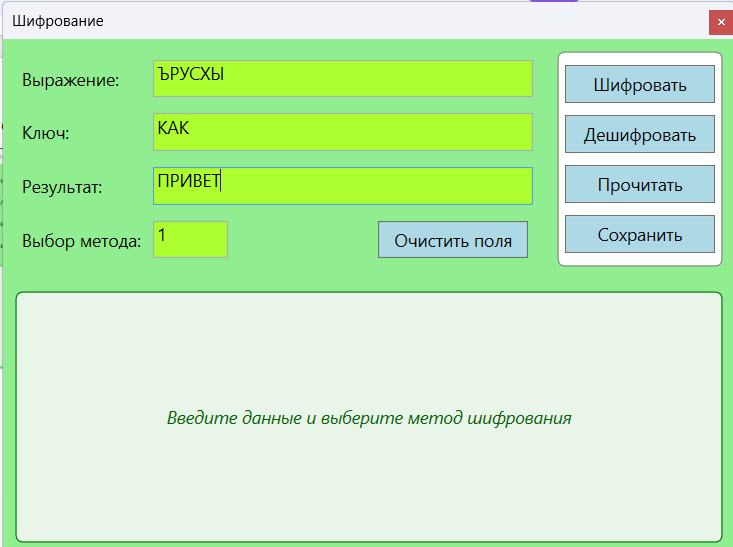 Шифрование
Выражение: ЪРУСХЫ
Шифровать
Ключ: КАК
Дешифровать
Результат: ПРИВЕТ
Прочитать
Выбор метода: 1
Очистить поля
Сохранить
Введите данные и выберите метод шифрования